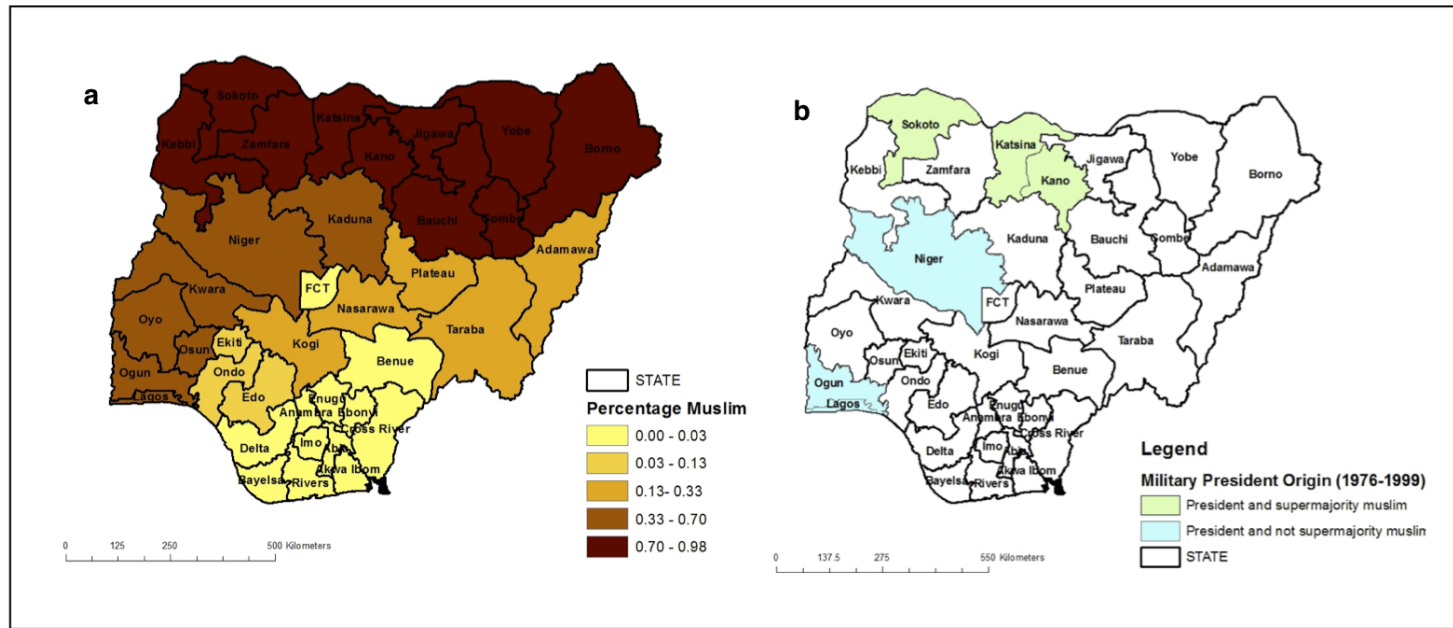 a
Sokoto
Katsina
Jigawa
Yobe
Kebbi
Zamfara
Kano
Borno
Bauchi
Gombe
Kaduna
Niger
Adamawa
Plateau
FCT
Kwara
Nasarawa
Taraba
Oyo
Ekiti
Kogi
Osun
Benue
Ogun
Ondo
Lagos
Edo
Enugu
Anambra Ebonyi
Cross River
Delta
Imo
Abia
Akwa Ibom
Bayelsa
Rivers
STATE
Percentage Muslim
0.00 - 0.03
0.03 - 0.13
0.13- 0.33
0.33 - 0.70
0.70 - 0.98
0 125 250 500 Kilometers
b
Sokoto
Katsina
Yobe
Jigawa
Kebbi
Zamfara
Kano
Borno
Kaduna
Bauchi
Gombe
Niger
Adamawa
Plateau
FCT
Kwara
Nasarawa
Oyo
Taraba
Ekiti
Osun
Kogi
Benue
Ogun
Ondo
Lagos
Edo
Enugu
Anambra Ebonyi
Cross River
Imo
Abia
Delta
Akwa Ibom
Bayelsa
Rivers
Legend
Military President Origin (1976-1999)
President and supermajority muslim
President and not supermajority muslim
STATE
0 137.5 275 550 Kilometers